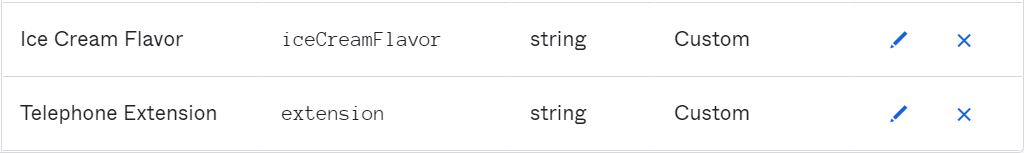 Ice Cream Flavor iceCreamFlavor string Custom
Telephone Extension extension string Custom